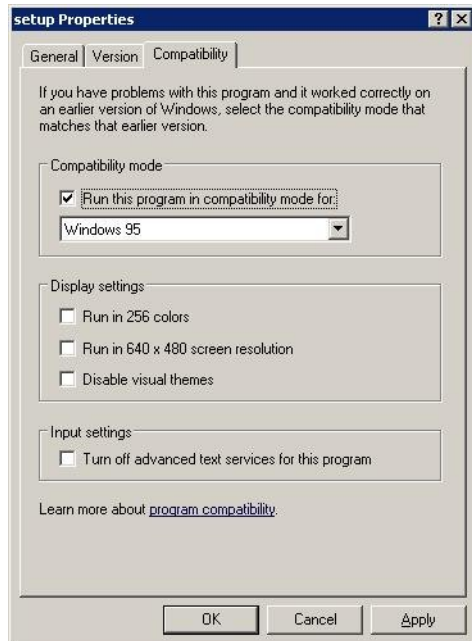 setup Properties
General Version Compatibility
If you have problems with this program and it worked correctly on
an earlier version of Windows, select the compatibility mode that
matches that earlier version.
Compatibility mode
Run this program in compatibility mode for:
Windows 95
Display settings
Run in 256 colors
Run in 640 x 480 screen resolution
Disable visual themes
Input settings
Turn off advanced text services for this program
Learn more about program compatibility.
OK Cancel Apply